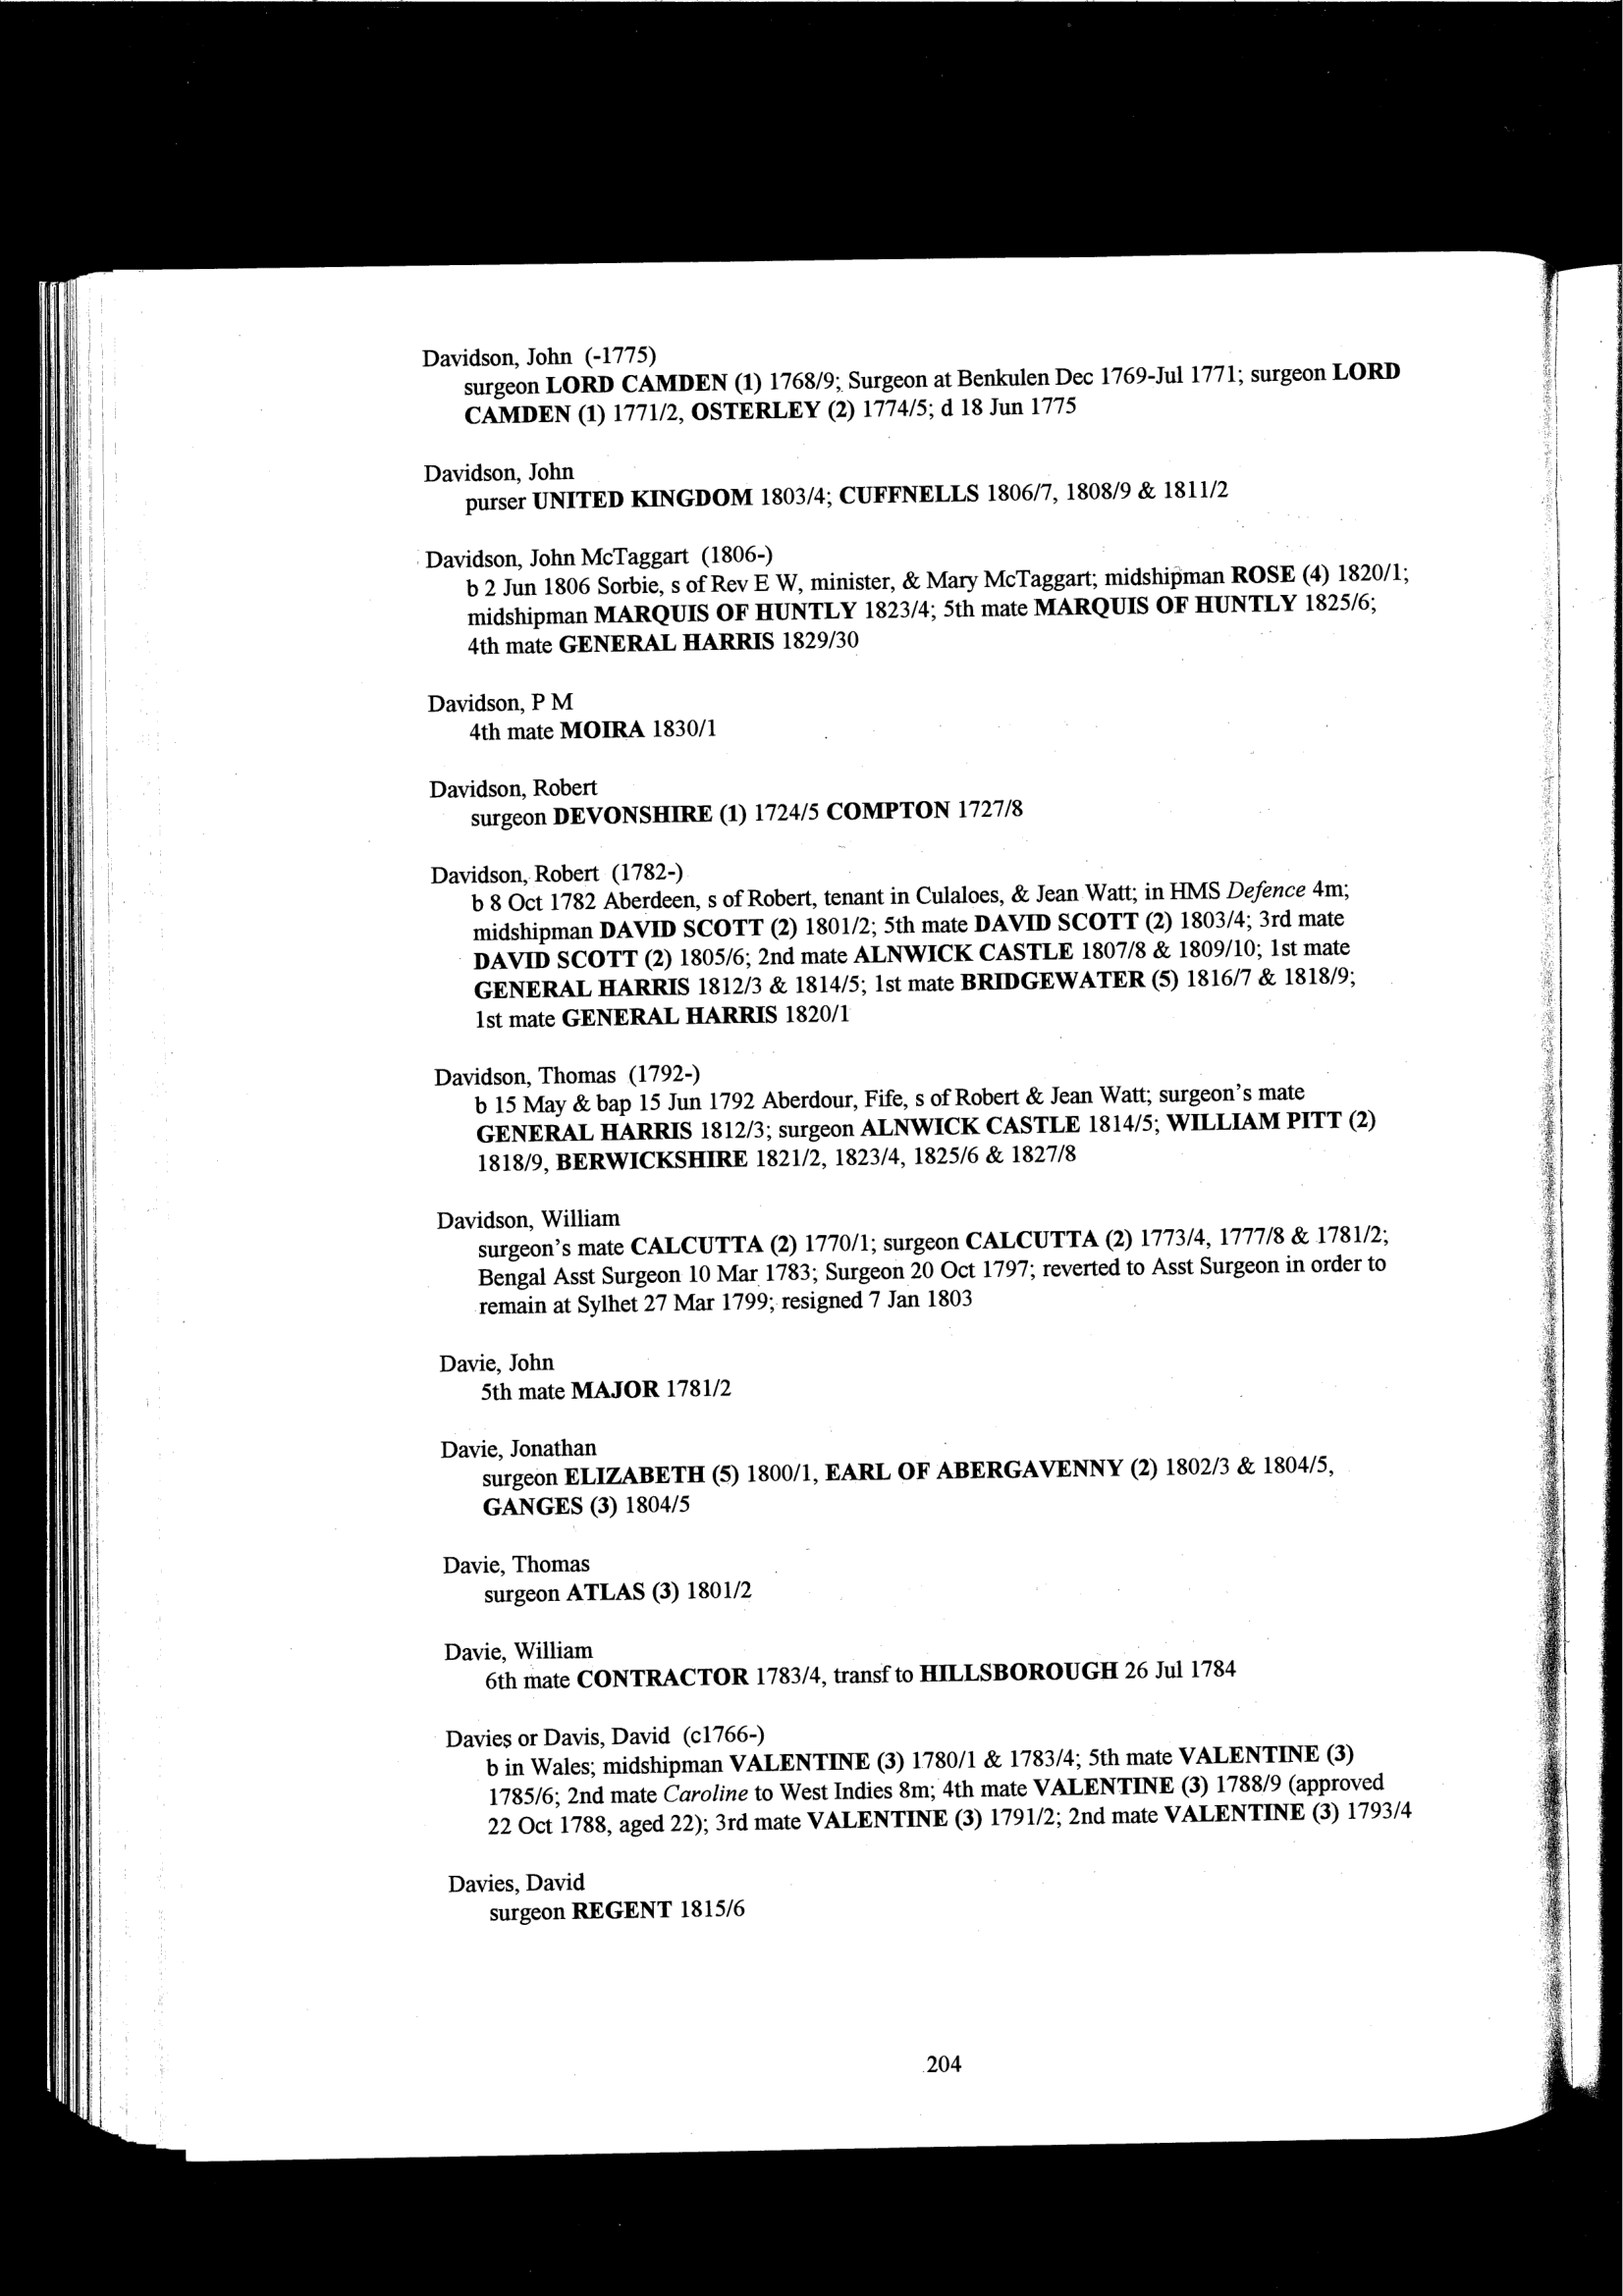 Davidson, John (-1775)
surgeon LORD CAMDEN (1) 1768/9; Surgeon at Benkulen Dec 1769-Jul 1771; surgeon LORD
CAMDEN (1) 1771/2, OSTERLEY (2) 1774/5; d 18 Jun 1775
Davidson, John
purser UNITED KINGDOM 1803/4; CUFFNELLS 1806/7, 1808/9 & 1811/2
Davidson, John McTaggart (1806-)
b 2 Jun 1806 Sorbie, s of Rev E W, minister, & Mary McTaggart; midshipman ROSE (4) 1820/1;
midshipman MARQUIS OF HUNTLY 1823/4; 5th mate MARQUIS OF HUNTLY 1825/6;
4th mate GENERAL HARRIS 1829/30
Davidson, P M
4th mate MOIRA 1830/1
Davidson, Robert
surgeon DEVONSHIRE (1) 1724/5 COMPTON 1727/8
Davidson, Robert (1782-)
b 8 Oct 1782 Aberdeen, s of Robert, tenant in Culaloes, & Jean Watt; in HMS Defence 4m;
midshipman DAVID SCOTT (2) 1801/2; 5th mate DAVID SCOTT (2) 1803/4; 3rd mate
DAVID SCOTT (2) 1805/6; 2nd mate ALNWICK CASTLE 1807/8 & 1809/10; 1st mate
GENERAL HARRIS 1812/3 & 1814/5; 1st mate BRIDGEWATER (5) 1816/7 & 1818/9;
1st mate GENERAL HARRIS 1820/1
Davidson, Thomas (1792-)
b 15 May & bap 15 Jun 1792 Aberdour, Fife, s of Robert & Jean Watt; surgeon's mate
GENERAL HARRIS 1812/3; surgeon ALNWICK CASTLE 1814/5; WILLIAM PITT (2)
1818/9, BERWICKSHIRE 1821/2, 1823/4, 1825/6 & 1827/8
Davidson, William
surgeon's mate CALCUTTA (2) 1770/1; surgeon CALCUTTA (2) 1773/4, 1777/8 & 1781/2;
Bengal Asst Surgeon 10 Mar 1783; Surgeon 20 Oct 1797; reverted to Asst Surgeon in order to
remain at Sylhet 27 Mar 1799; resigned 7 Jan 1803
Davie, John
5th mate MAJOR 1781/2
Davie, Jonathan
surgeon ELIZABETH (5) 1800/1, EARL OF ABERGAVENNY (2) 1802/3 & 1804/5,
GANGES (3) 1804/5
Davie, Thomas
surgeon ATLAS (3) 1801/2
Davie, William
6th mate CONTRACTOR 1783/4, transf to HILLSBOROUGH 26 Jul 1784
Davies or Davis, David (c1766-)
b in Wales; midshipman VALENTINE (3) 1780/1 & 1783/4; 5th mate VALENTINE (3)
1785/6; 2nd mate Caroline to West Indies 8m; 4th mate VALENTINE (3) 1788/9 (approved
22 Oct 1788, aged 22); 3rd mate VALENTINE (3) 1791/2; 2nd mate VALENTINE (3) 1793/4
Davies, David
surgeon REGENT 1815/6
204